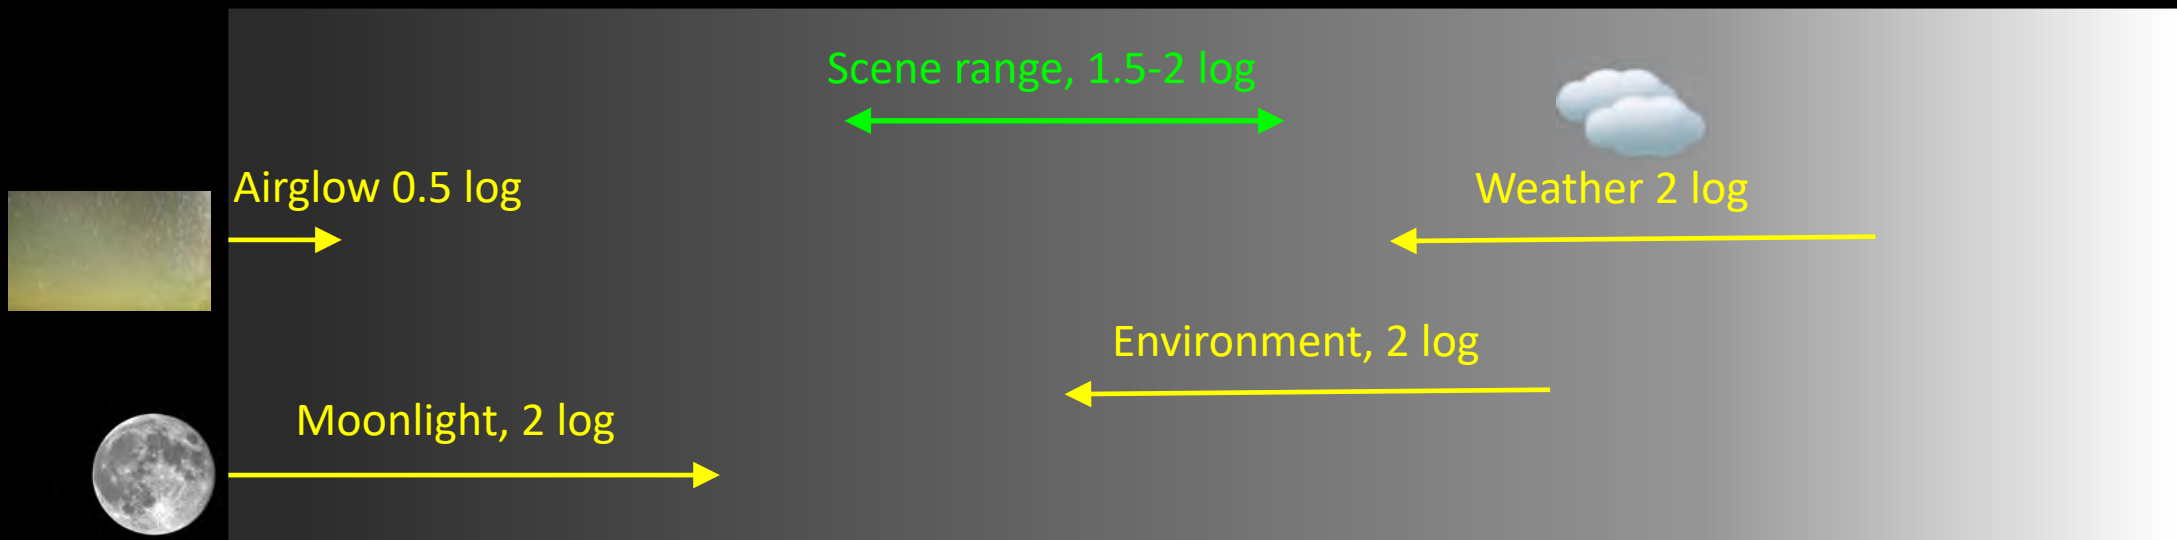 Scene range, 1.5-2 log
Airglow 0.5 log
Weather 2 log
Environment, 2 log
Moonlight, 2 log